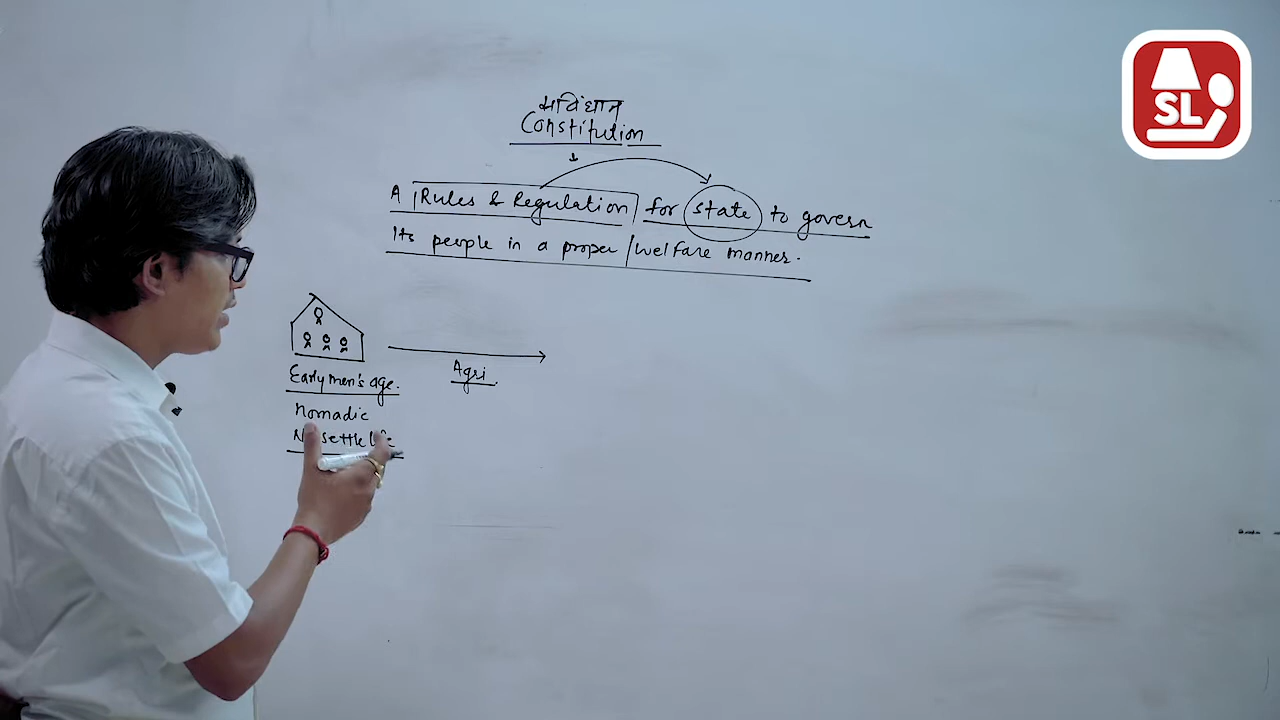 संविधान
Constitution
A Rules & Regulation for state to govern
Its people in a proper/welfare manner.
Early men's age.
Agri.
Nomadic
settle
SL